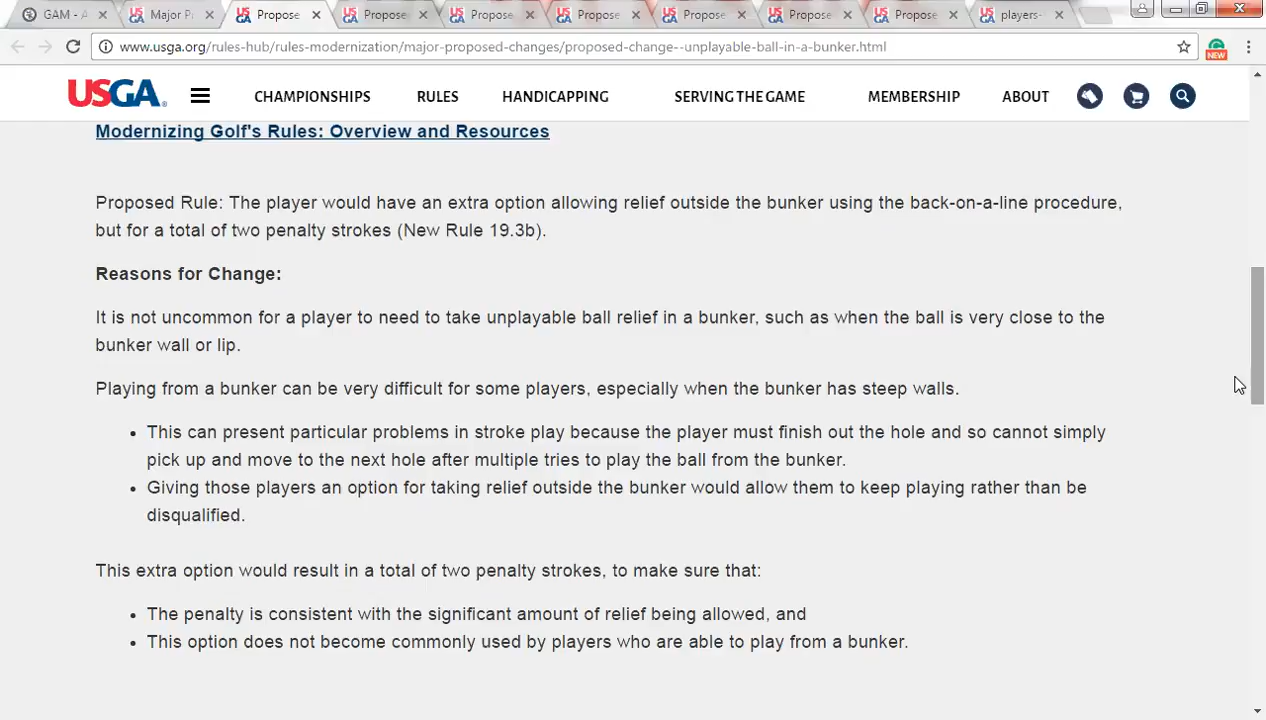 GAM - A
Major P
Propose
Propose
Propose
Propose
Propose
Propose
Propose
players-
www.usga.org/rules-hub/rules-modernization/major-proposed-changes/proposed-change--unplayable-ball-in-a-bunker.html
NEW
USGA
CHAMPIONSHIPS
RULES
HANDICAPPING
SERVING THE GAME
MEMBERSHIP
ABOUT
Modernizing Golf's Rules: Overview and Resources
Proposed Rule: The player would have an extra option allowing relief outside the bunker using the back-on-a-line procedure,
but for a total of two penalty strokes (New Rule 19.3b).
Reasons for Change:
It is not uncommon for a player to need to take unplayable ball relief in a bunker, such as when the ball is very close to the
bunker wall or lip.
Playing from a bunker can be very difficult for some players, especially when the bunker has steep walls.
This can present particular problems in stroke play because the player must finish out the hole and so cannot simply
pick up and move to the next hole after multiple tries to play the ball from the bunker.
Giving those players an option for taking relief outside the bunker would allow them to keep playing rather than be
disqualified.
This extra option would result in a total of two penalty strokes, to make sure that:
The penalty is consistent with the significant amount of relief being allowed, and
This option does not become commonly used by players who are able to play from a bunker.